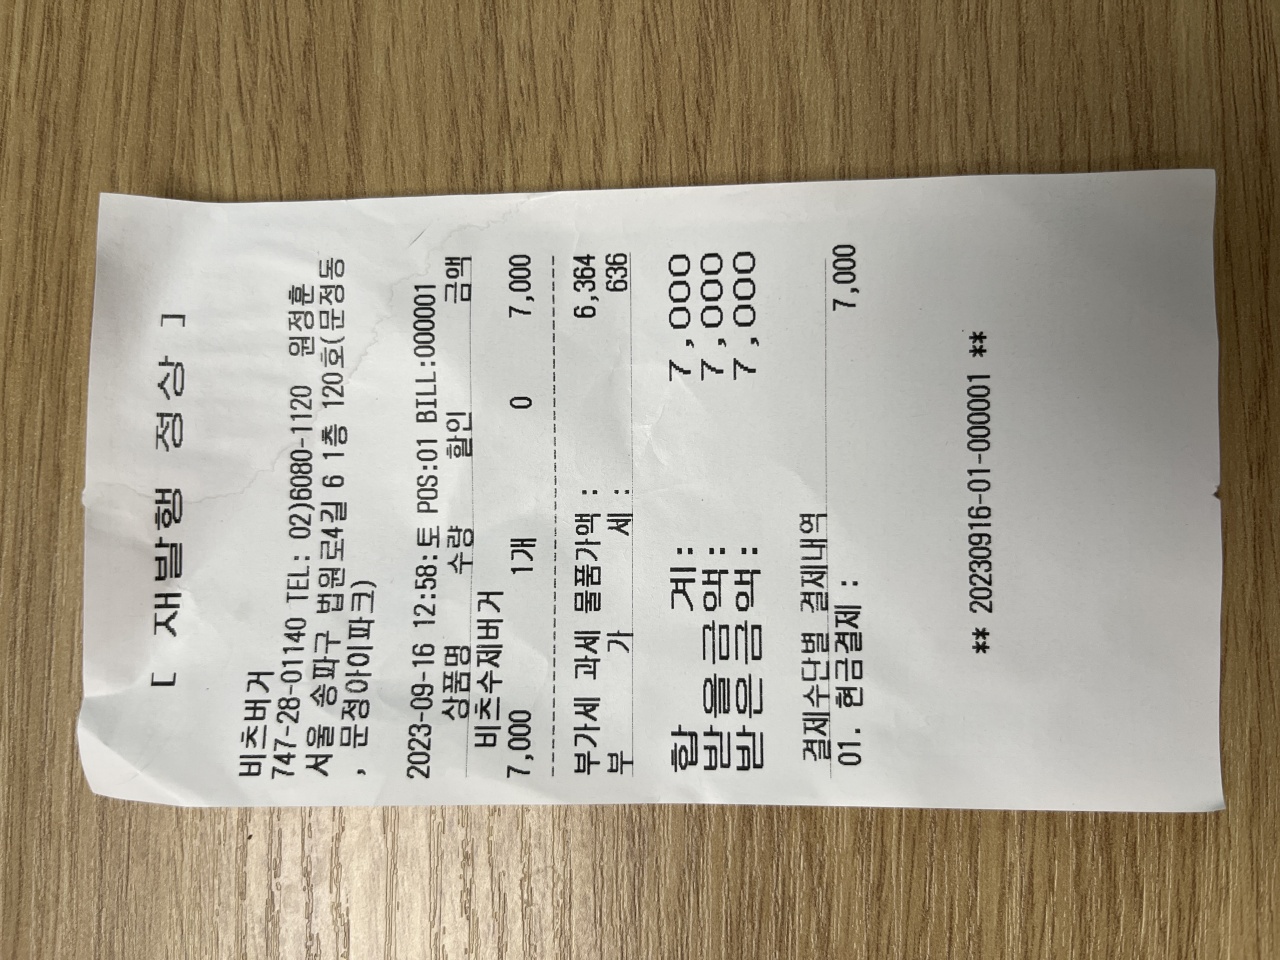 [ 재발행 정상 ]
비츠버거
747-28-01140 TEL: 02)6080-1120 원정훈
서울 송파구 법원로4길 6 1층 120호(문정동
, 문정아이파크)
2023-09-16 12:58:토 POS:01 BILL:000001
상품명 수량 할인 금액
비츠수제버거
7,000 1개 0 7,000
부가세 과세 물품가액 : 6,364
부 가 세 : 636
합 계: 7,000
받을금액: 7,000
받은금액: 7,000
결제수단별 결제내역
01. 현금결제 : 7,000
** 20230916-01-000001 **